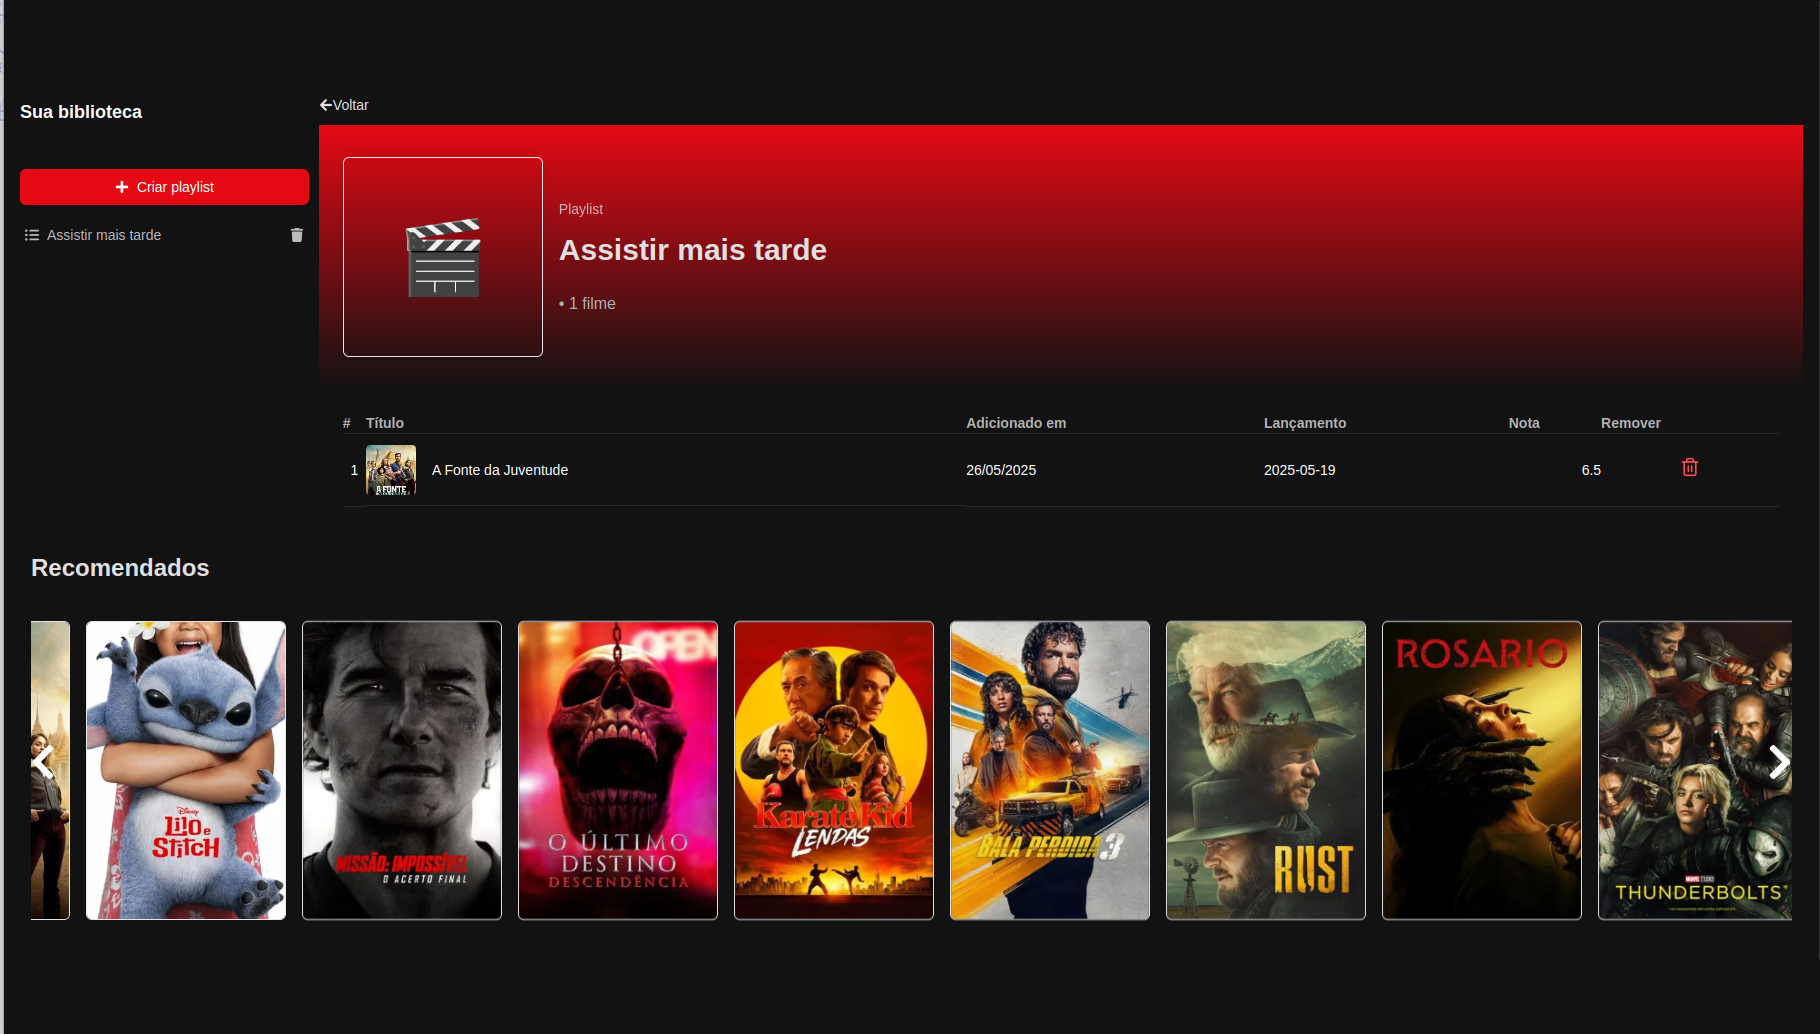 Sua biblioteca
Criar playlist
Assistir mais tarde
Voltar
Playlist
Assistir mais tarde
• 1 filme
# Título Adicionado em Lançamento Nota Remover
1 A FONTE A Fonte da Juventude 26/05/2025 2025-05-19 6.5
Recomendados
Disney
Lilo e
Stitch
MISSÃO: IMPOSSÍVEL
O ACERTO FINAL
OPEN
O ÚLTIMO
DESTINO
DESCENDÊNCIA
Karate Kid
LENDAS
BALA PERDIDA 3
RUST
ROSARIO
MARVEL STUDIOS
THUNDERBOLTS*